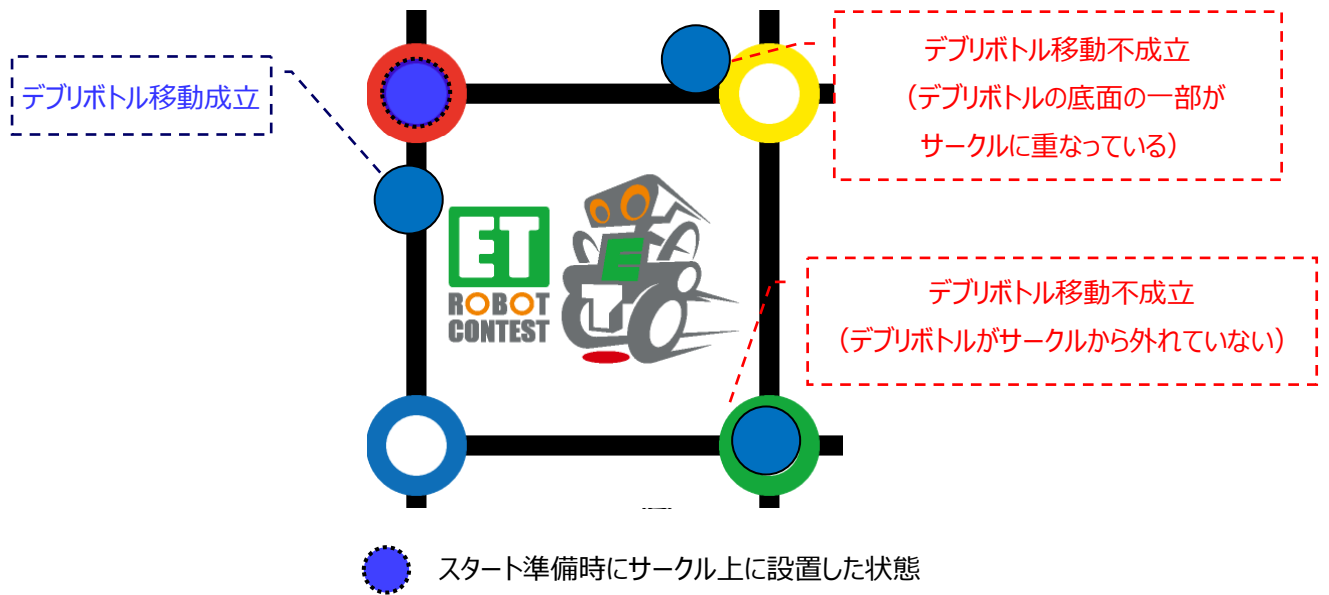 デブリボトル移動成立
デブリボトル移動不成立
（デブリボトルの底面の一部が
サークルに重なっている）
ET
ROBOT
CONTEST
E
T
デブリボトル移動不成立
（デブリボトルがサークルから外れていない）
スタート準備時にサークル上に設置した状態